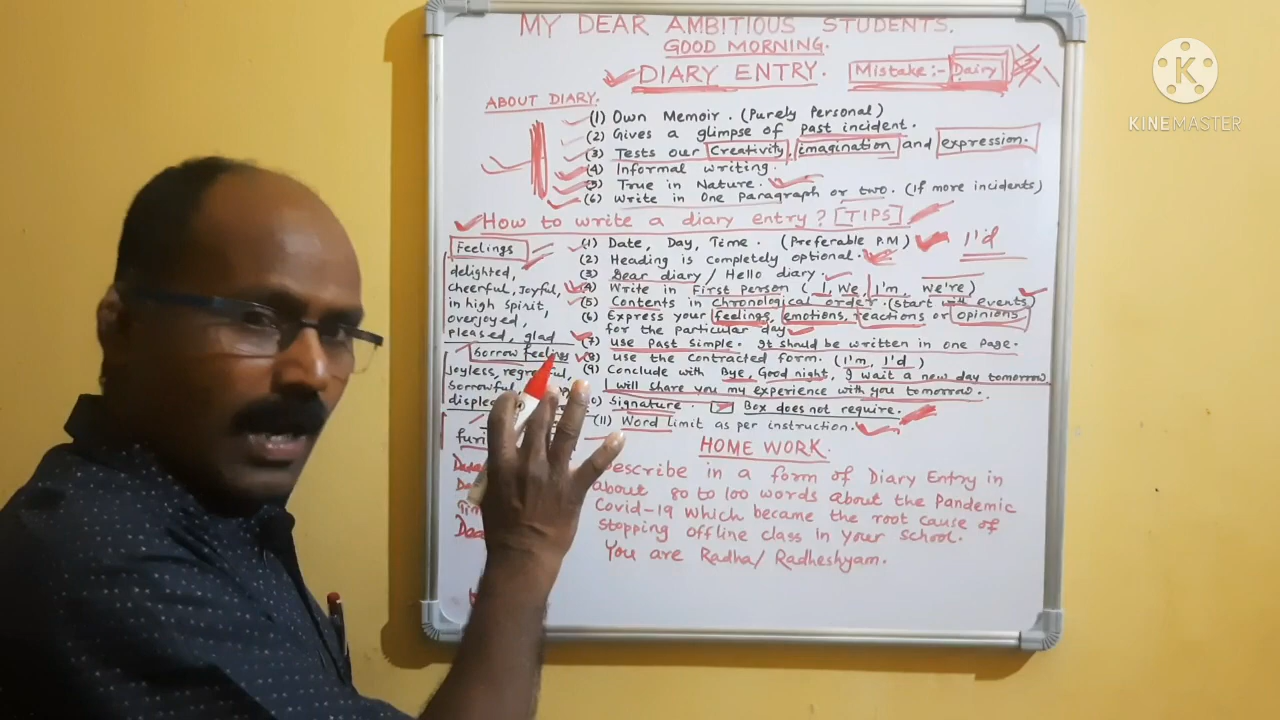 MY DEAR AMBITIOUS STUDENTS.
GOOD MORNING.
DIARY ENTRY.
Mistake:- Dairy
KINEMASTER
ABOUT DIARY.
(1) Own Memoir. (Purely Personal)
(2) Gives a glimpse of past incident.
(3) Tests our Creativity, imagination and expression.
(4) Informal writing.
(5) True in Nature.
(6) Write in One paragraph or two. (If more incidents)
How to write a diary entry? [TIPS]
(1) Date, Day, Time. (Preferable P.M) I'd
(2) Heading is completely optional.
(3) Dear diary / Hello diary.
(4) Write in First person (I, We, I'm, we're)
(5) Contents in chronological order. (Start with events)
(6) Express your feelings, emotions, reactions or opinions
for the particular day
(7) use Past Simple. It should be written in one page.
(8) use the contracted form. (I'm, I'd)
(9) Conclude with Bye, Good night, I wait a new day tomorrow
I will share you my experience with you tomorrow.
0) Signature. Box does not require.
(11) Word limit as per instruction.
Feelings
delighted,
Cheerful, Joyful,
in high Spirit,
overjoyed,
pleased, glad
Sorrow feelings
Joyless,
Sorrowful,
HOME WORK.
Describe in a form of Diary Entry in
about 80 to 100 words about the Pandemic
Covid-19 which became the root cause of
stopping offline class in your school.
You are Radha/ Radheshyam.